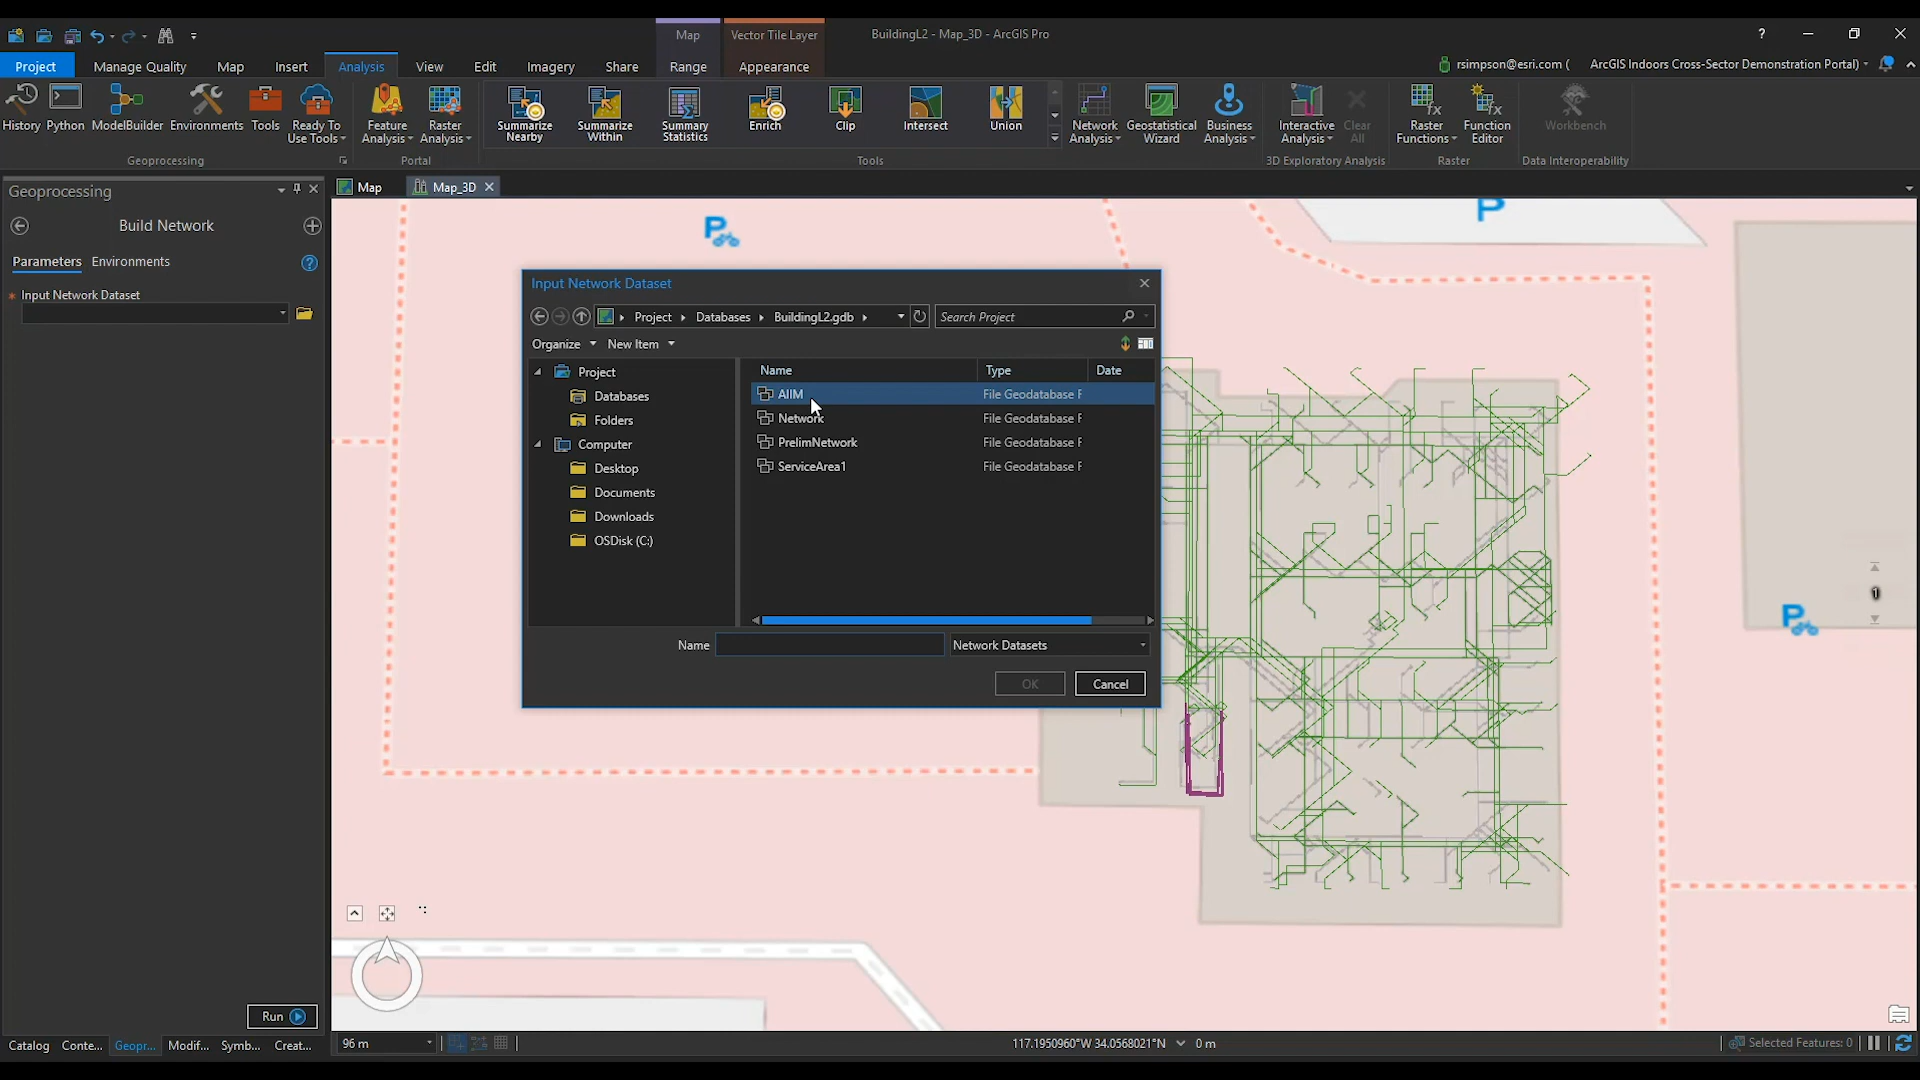 Map
Vector Tile Layer
BuildingL2 - Map_3D - ArcGIS Pro
?
Project
Manage Quality
Map
Insert
Analysis
View
Edit
Imagery
Share
Range
Appearance
rsimpson@esri.com (
ArcGIS Indoors Cross-Sector Demonstration Portal)
History
Python
ModelBuilder
Environments
Tools
Ready To
Use Tools
Feature
Analysis
Raster
Analysis
Summarize
Nearby
Summarize
Within
Summary
Statistics
Enrich
Clip
Intersect
Union
Network
Analysis
Geostatistical
Wizard
Business
Analysis
Interactive
Analysis
Clear
All
Raster
Functions
Function
Editor
Workbench
Geoprocessing
Portal
Tools
3D Exploratory Analysis
Raster
Data Interoperability
Geoprocessing
Map
Map_3D
Build Network
Parameters
Environments
?
* Input Network Dataset
P
P
Input Network Dataset
Project
Databases
BuildingL2.gdb
Search Project
Organize
New Item
Project
Databases
Folders
Computer
Desktop
Documents
Downloads
OSDisk (C:)
Name
Type
Date
AIIM
File Geodatabase F
Network
File Geodatabase F
PrelimNetwork
File Geodatabase F
ServiceArea1
File Geodatabase F
Name
Network Datasets
OK
Cancel
1
P
Run
Catalog
Conte...
Geopr...
Modif...
Symb...
Creat...
96 m
117.1950960°W 34.0568021°N
0 m
Selected Features: 0